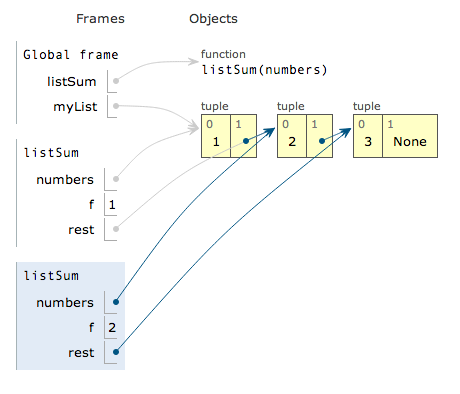 Frames Objects
Global frame
listSum
myList
function
listSum(numbers)
tuple tuple tuple
0 1 0 1 0 1
1 2 3 None
listSum
numbers
f 1
rest
listSum
numbers
f 2
rest